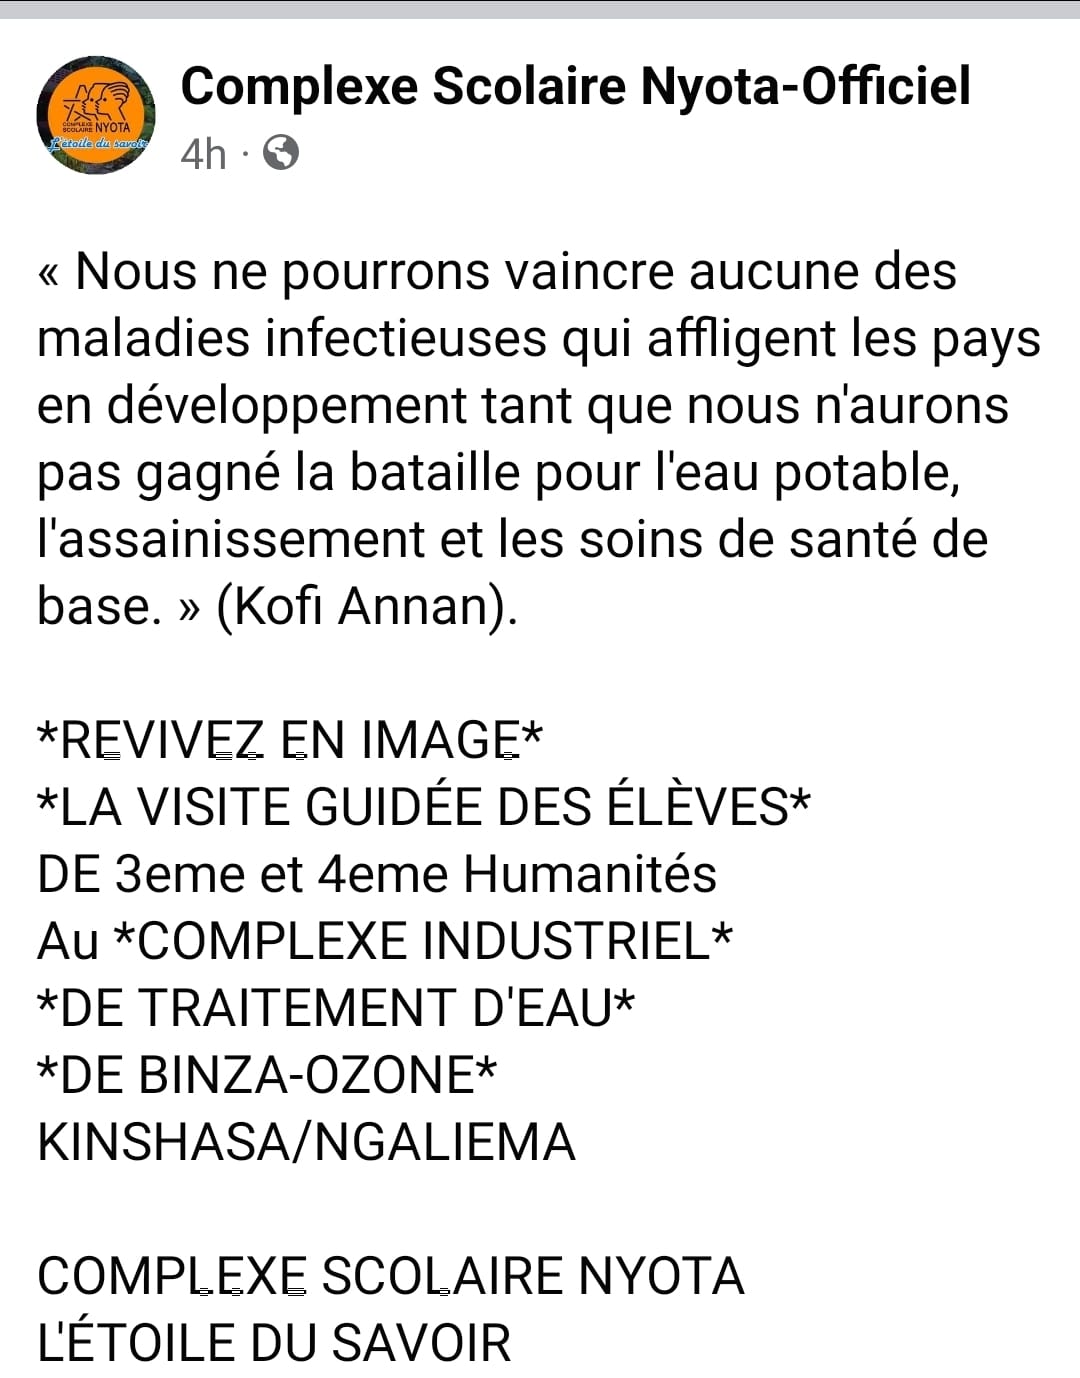 COMPLEXE
SCOLAIRE NYOTA
L'étoile du savoir
Complexe Scolaire Nyota-Officiel
4h ·
« Nous ne pourrons vaincre aucune des
maladies infectieuses qui affligent les pays
en développement tant que nous n'aurons
pas gagné la bataille pour l'eau potable,
l'assainissement et les soins de santé de
base. » (Kofi Annan).
*REVIVEZ EN IMAGE*
*LA VISITE GUIDÉE DES ÉLÈVES*
DE 3eme et 4eme Humanités
Au *COMPLEXE INDUSTRIEL*
*DE TRAITEMENT D'EAU*
*DE BINZA-OZONE*
KINSHASA/NGALIEMA
COMPLEXE SCOLAIRE NYOTA
L'ÉTOILE DU SAVOIR